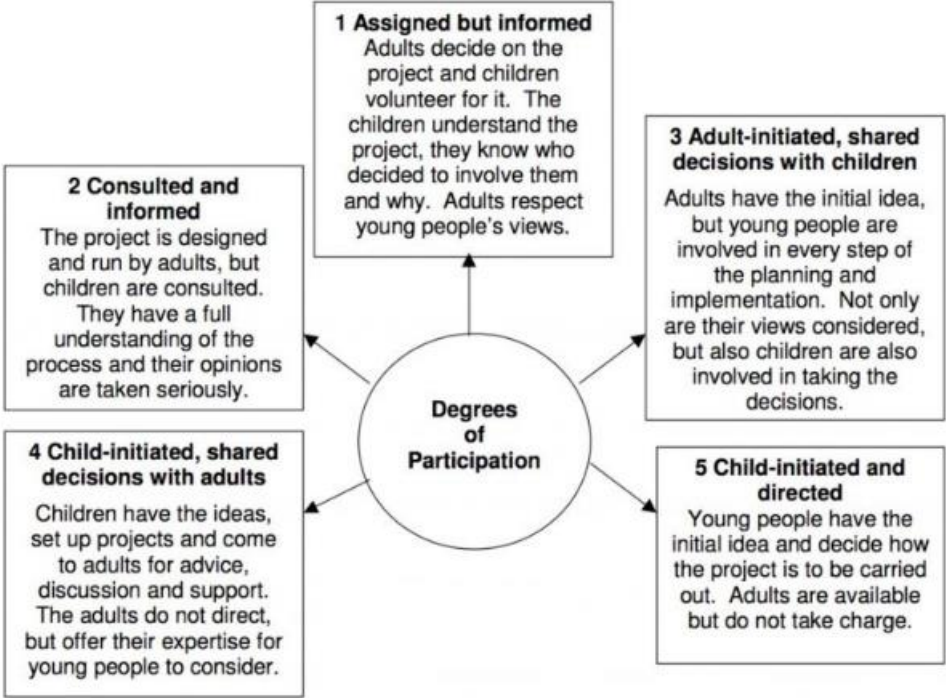 1 Assigned but informed
Adults decide on the
project and children
volunteer for it. The
children understand the
project, they know who
decided to involve them
and why. Adults respect
young people's views.
2 Consulted and
informed
The project is designed
and run by adults, but
children are consulted.
They have a full
understanding of the
process and their opinions
are taken seriously.
3 Adult-initiated, shared
decisions with children
Adults have the initial idea,
but young people are
involved in every step of
the planning and
implementation. Not only
are their views considered,
but also children are also
involved in taking the
decisions.
Degrees
of
Participation
4 Child-initiated, shared
decisions with adults
Children have the ideas,
set up projects and come
to adults for advice,
discussion and support.
The adults do not direct,
but offer their expertise for
young people to consider.
5 Child-initiated and
directed
Young people have the
initial idea and decide how
the project is to be carried
out. Adults are available
but do not take charge.